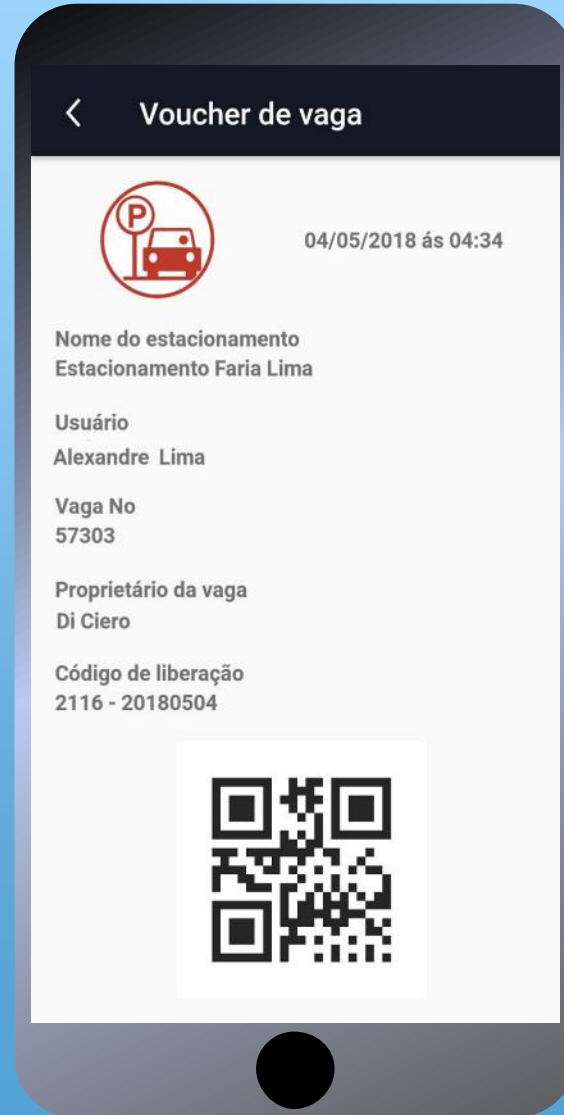 Voucher de vaga
P
04/05/2018 ás 04:34
Nome do estacionamento
Estacionamento Faria Lima
Usuário
Alexandre Lima
Vaga No
57303
Proprietário da vaga
Di Ciero
Código de liberação
2116 - 20180504